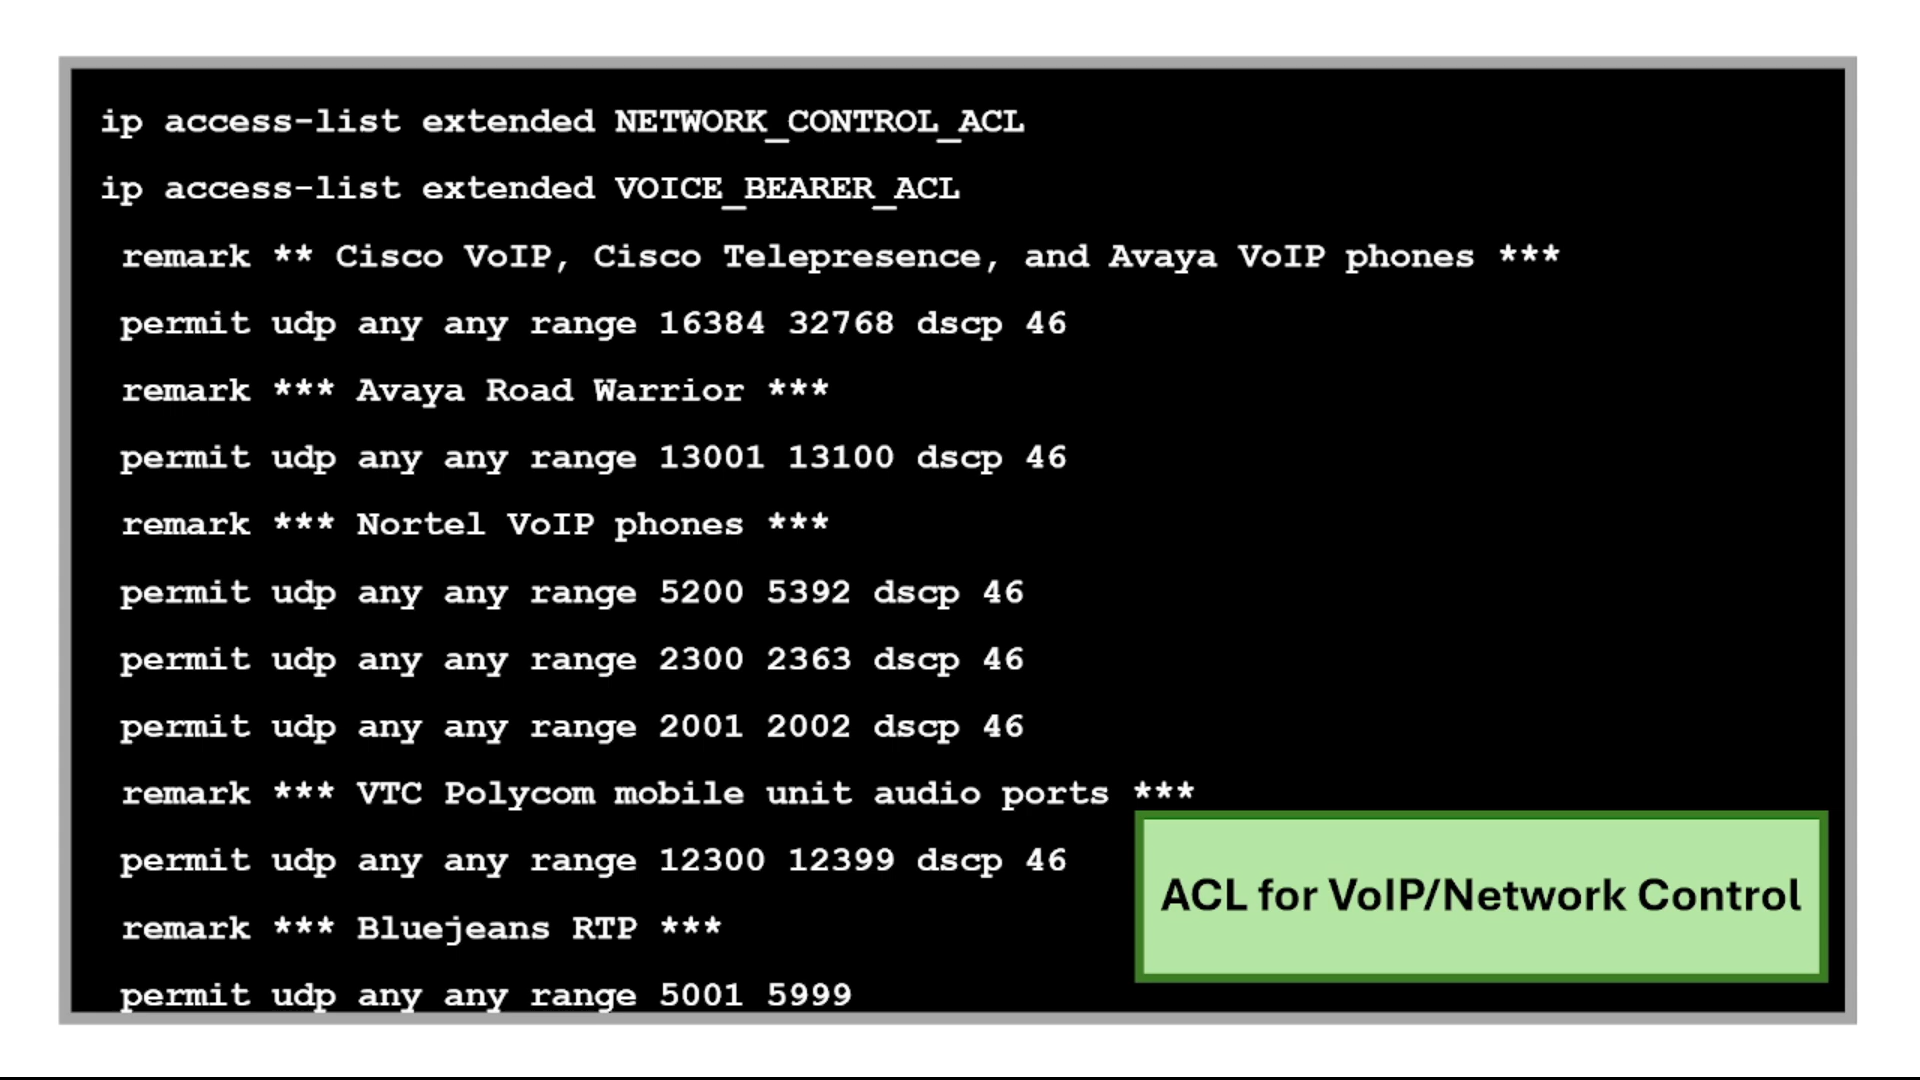 ip access-list extended NETWORK_CONTROL_ACL
ip access-list extended VOICE_BEARER_ACL
remark ** Cisco VoIP, Cisco Telepresence, and Avaya VoIP phones ***
permit udp any any range 16384 32768 dscp 46
remark *** Avaya Road Warrior ***
permit udp any any range 13001 13100 dscp 46
remark *** Nortel VoIP phones ***
permit udp any any range 5200 5392 dscp 46
permit udp any any range 2300 2363 dscp 46
permit udp any any range 2001 2002 dscp 46
remark *** VTC Polycom mobile unit audio ports ***
permit udp any any range 12300 12399 dscp 46
remark *** Bluejeans RTP ***
permit udp any any range 5001 5999
ACL for VoIP/Network Control